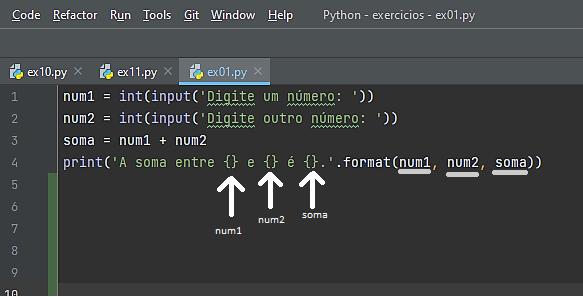 Code Refactor Run Tools Git Window Help Python - exercicios - ex01.py
ex10.py ex11.py ex01.py
1 num1 = int(input('Digite um número: '))
2 num2 = int(input('Digite outro número: '))
3 soma = num1 + num2
4 print('A soma entre {} e {} é {}.'.format(num1, num2, soma))
5
6
7
8
9
10
num1 num2 soma